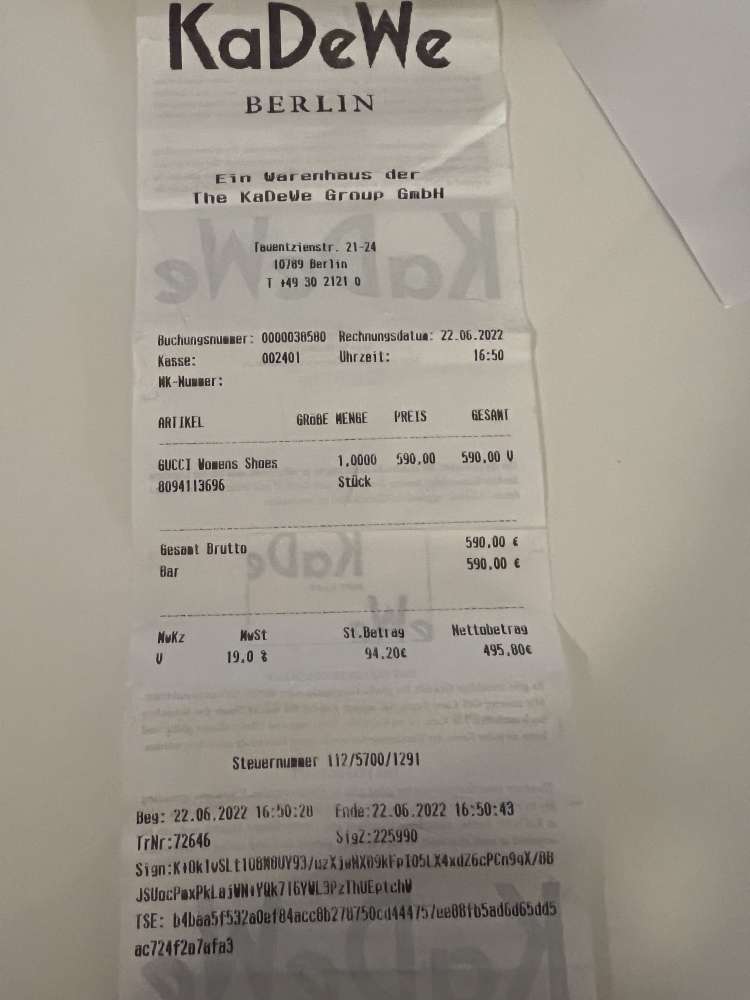 KaDeWe
BERLIN
Ein Warenhaus der
The KaDeWe Group GmbH
Tauentzienstr. 21-24
10789 Berlin
T +49 30 2121 0
Buchungsnummer: 0000038580 Rechnungsdatum: 22.06.2022
Kasse: 002401 Uhrzeit: 16:50
MK-Nummer:
ARTIKEL GRÖßE MENGE PREIS GESAMT
GUCCI Womens Shoes 1,0000 590,00 590,00 V
8094113696 Stück
Gesamt Brutto 590,00 €
Bar 590,00 €
MwKz MwSt St.Betrag Nettobetrag
V 19,0 % 94,20€ 495,80€
Steuernummer 112/5700/1291
Beg: 22.06.2022 16:50:20 Ende:22.06.2022 16:50:43
TrNr:72646 SigZ:225990
Sign:
TSE:
ac724f2a7afa3